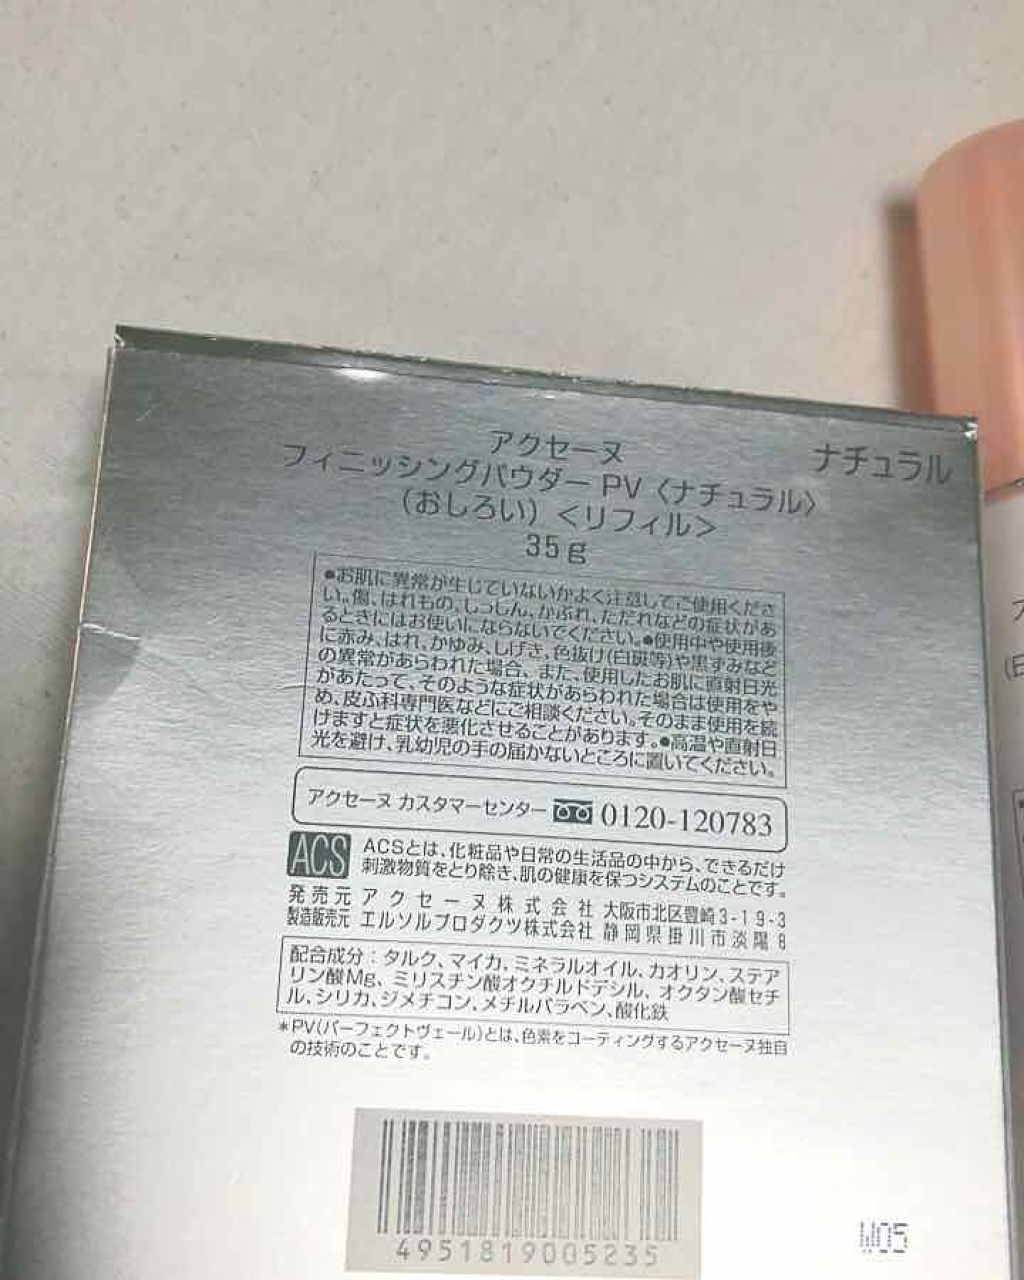 アクセーヌ
ナチュラル
フィニッシングパウダー PV〈ナチュラル〉
(おしろい)<リフィル>
35g
●お肌に異常が生じていないかよく注意してご使用くださ
い。傷、はれもの、しっしん、かぶれ、ただれなどの症状があ
るときにはお使いにならないでください。●使用中や使用後
に赤み、はれ、かゆみ、しげき、色抜け(白斑等)や黒ずみなど
の異常があらわれた場合、また、使用したお肌に直射日光
があたって、そのような症状があらわれた場合は使用をや
め、皮ふ科専門医などにご相談ください。そのまま使用を続
けますと症状を悪化させることがあります。●高温や直射日
光を避け、乳幼児の手の届かないところに置いてください。
アクセーヌ カスタマーセンター 0120-120783
ACS
ACSとは、化粧品や日常の生活品の中から、できるだけ
刺激物質をとり除き、肌の健康を保つシステムのことです。
発売元 アクセーヌ株式会社 大阪市北区豊崎3-19-3
製造販売元 エルソルプロダクツ株式会社 静岡県掛川市淡陽8
配合成分：タルク、マイカ、ミネラルオイル、カオリン、ステア
リン酸Mg、ミリスチン酸オクチルドデシル、オクタン酸セチ
ル、シリカ、ジメチコン、メチルパラベン、酸化鉄
*PV(パーフェクトヴェール)とは、色素をコーティングするアクセーヌ独自
の技術のことです。
4951819005235
W05